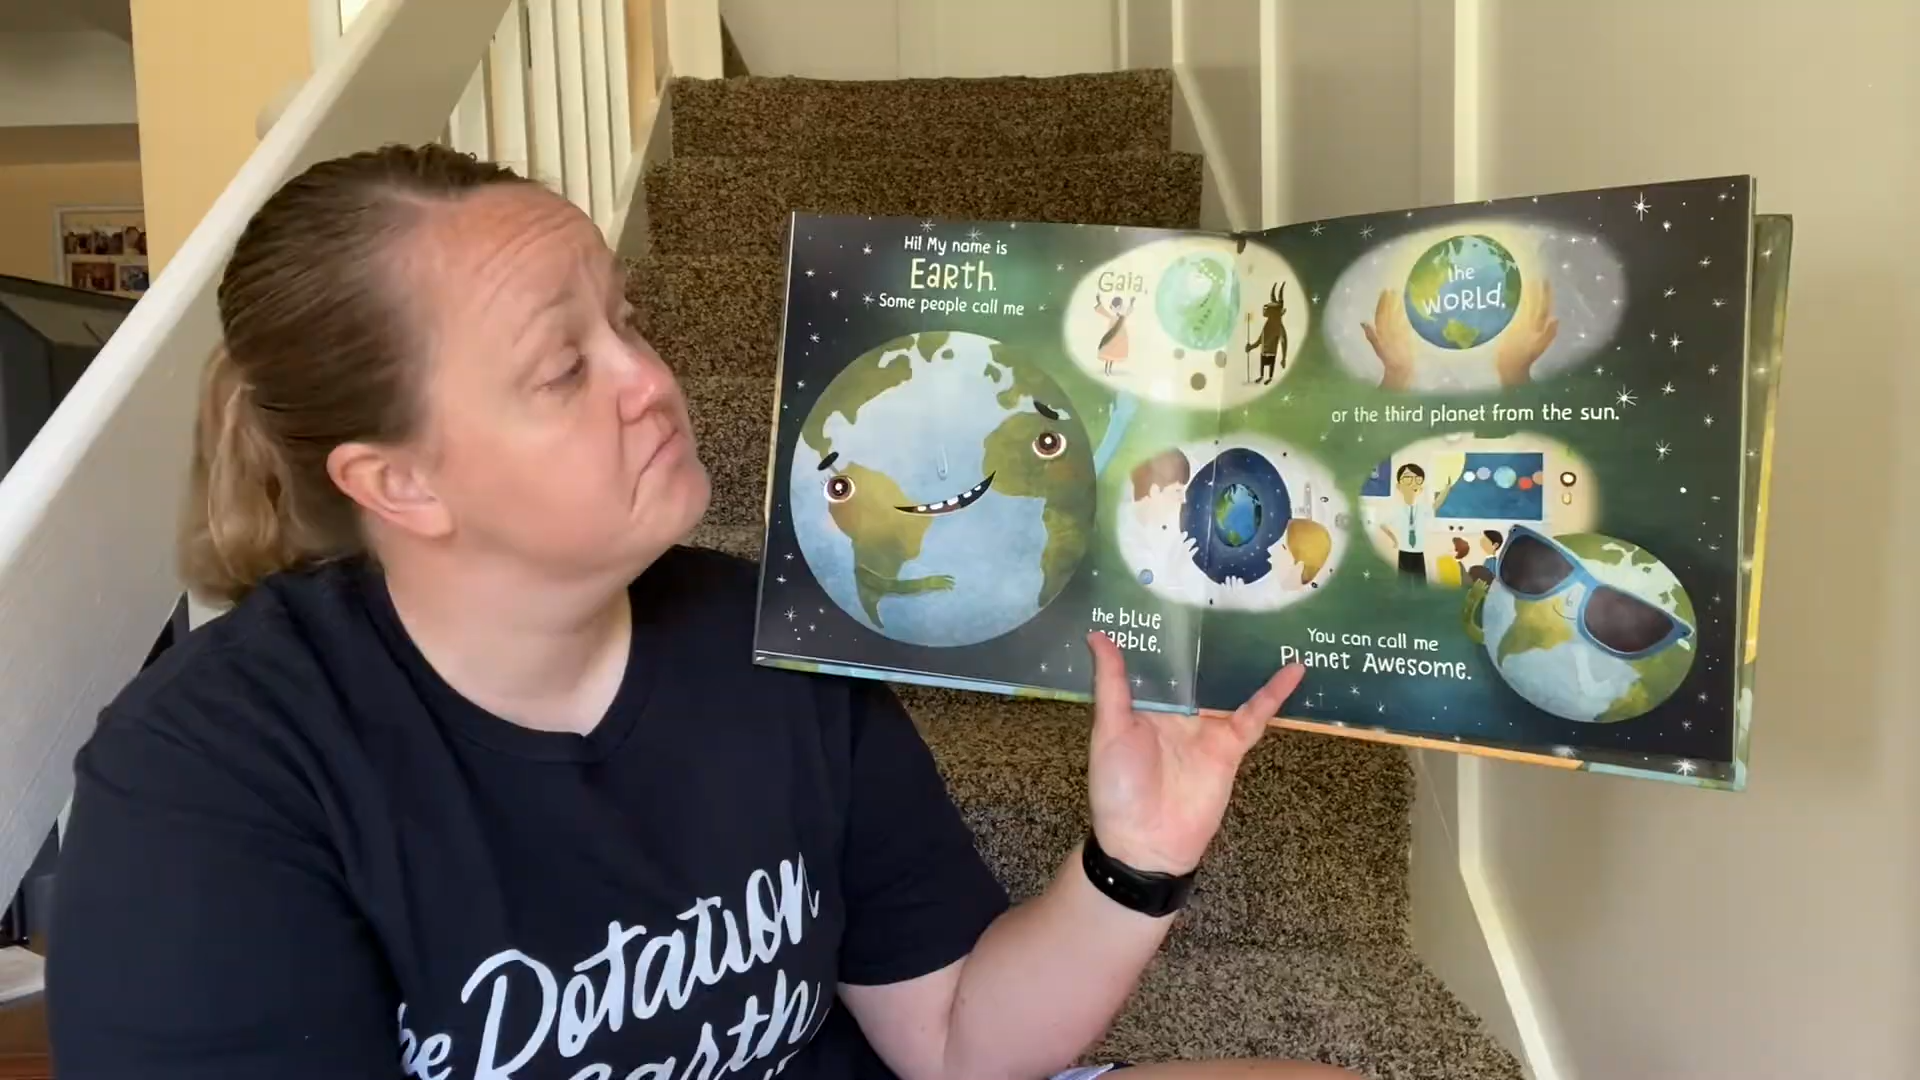 Hi! My name is
EARTH.
Some people call me
Gaia,
the BLUE
the
WORLD,
or the third planet from the sun.
You can call me
PLANET AWESOME.
Rotation